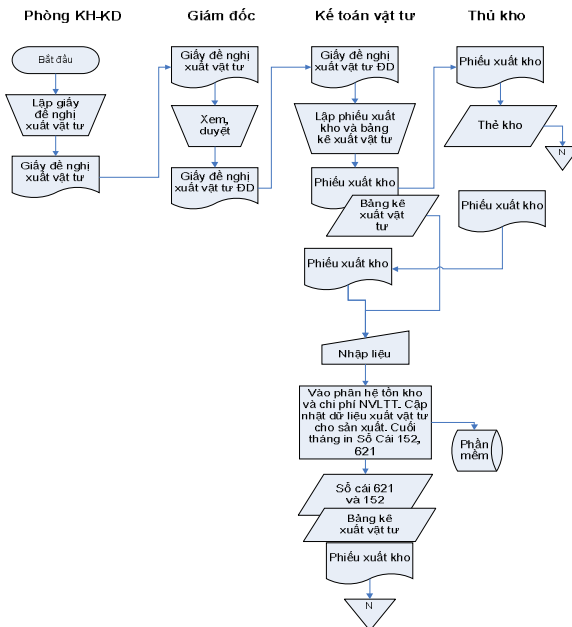 Phòng KH-KD
Giám đốc
Kế toán vật tư
Thủ kho
Bắt đầu
Lập giấy
đề nghị
xuất vật tư
Giấy đề nghị
xuất vật tư
Giấy đề nghị
xuất vật tư
Xem,
duyệt
Giấy đề nghị
xuất vật tư ĐD
Giấy đề nghị
xuất vật tư ĐD
Lập phiếu xuất
kho và bảng
kê xuất vật tư
Phiếu xuất kho
Bảng kê
xuất vật
tư
Phiếu xuất kho
Thẻ kho
N
Phiếu xuất kho
Phiếu xuất kho
Nhập liệu
Vào phân hệ tồn kho
và chi phí NVLTT. Cập
nhật dữ liệu xuất vật tư
cho sản xuất. Cuối
tháng in Sổ Cái 152,
621
Phần
mềm
Sổ cái 621
và 152
Bảng kê
xuất vật tư
Phiếu xuất kho
N